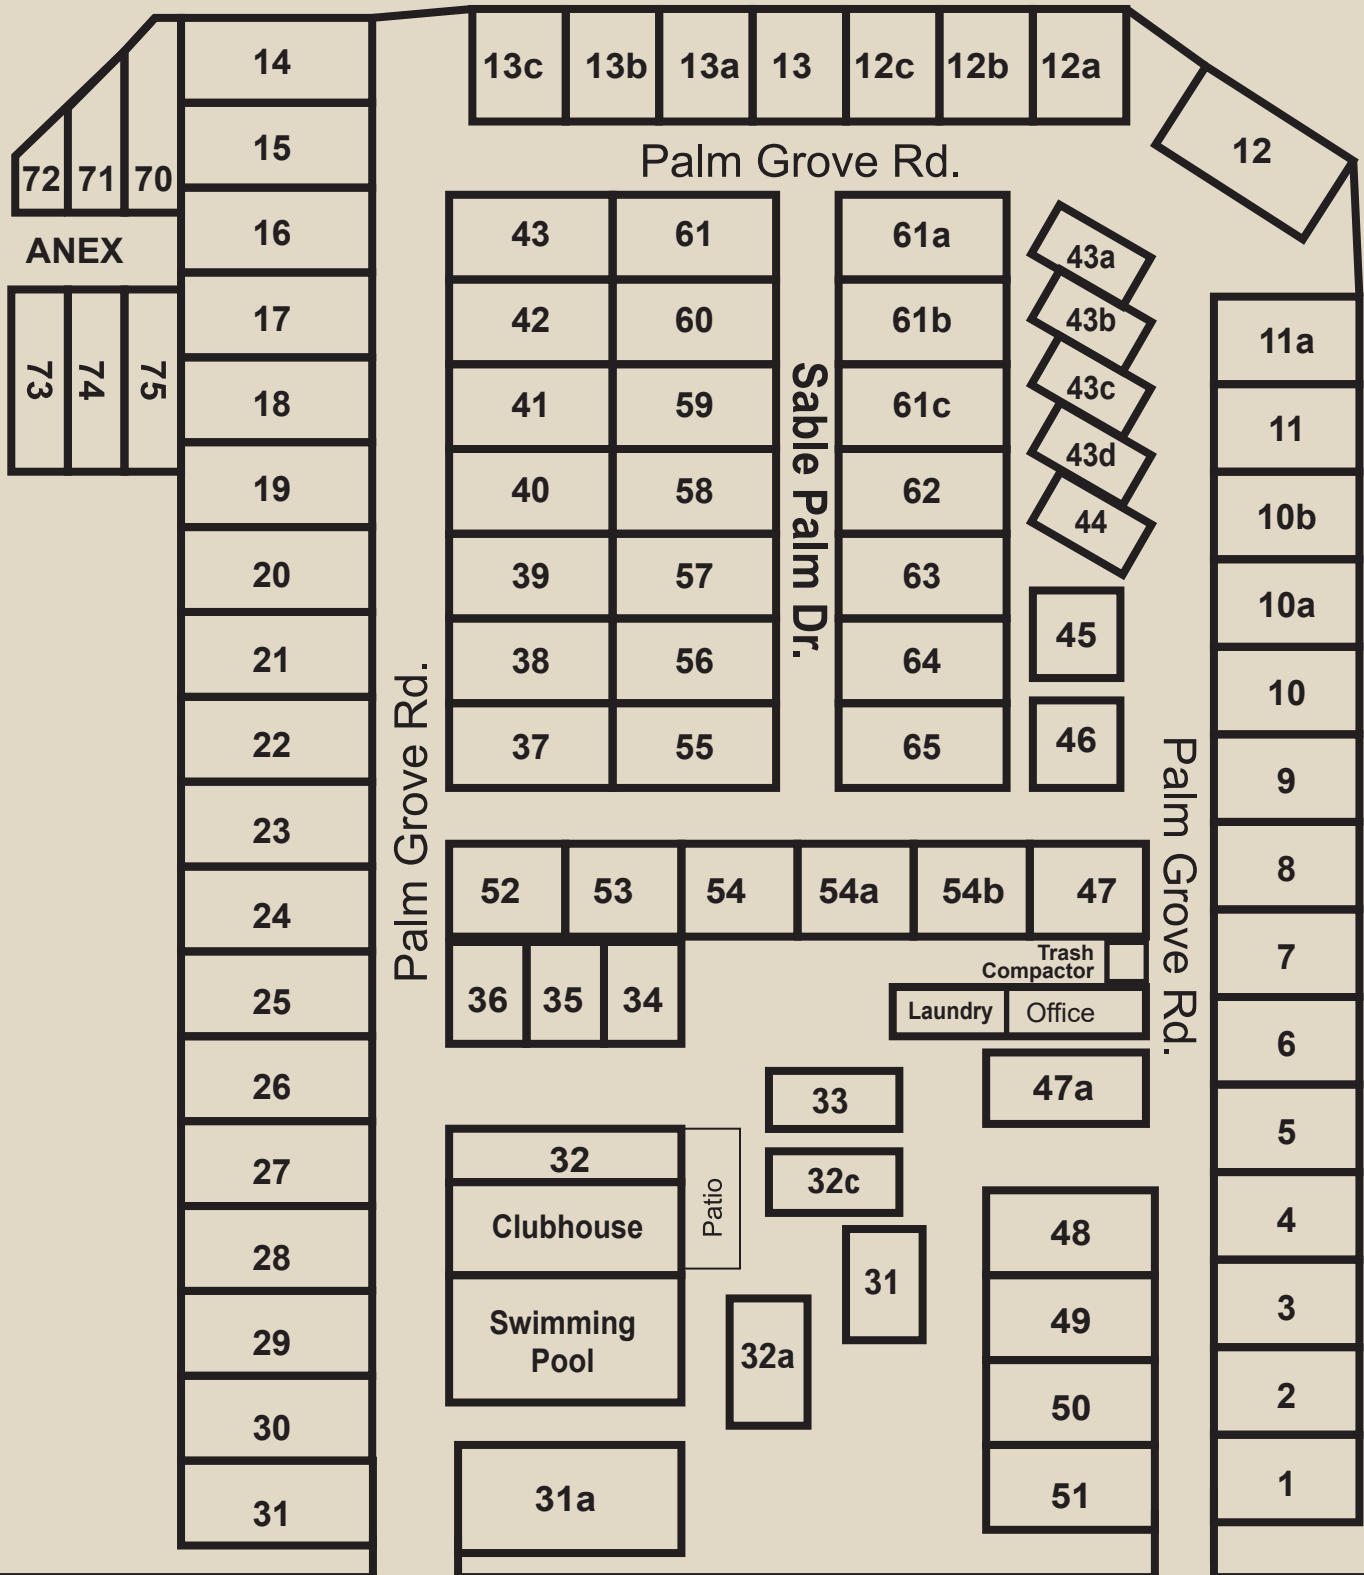 14
13c 13b 13a 13 12c 12b 12a
12
15
Palm Grove Rd.
72 71 70
16
43 61
61a
ANEX
43a
17
42 60
61b
43b
11a
73 74 75
18
41 59
Sable Palm Dr.
61c
43c
11
43d
19
40 58
62
44
10b
20
39 57
63
10a
45
21
38 56
64
10
22
37 55
65
46
Palm Grove Rd.
Palm Grove Rd.
9
23
8
24
52 53 54 54a 54b 47
7
Trash
Compactor
25
36 35 34
Laundry Office
6
26
33
47a
5
27
32
32c
4
Clubhouse
Patio
48
28
31
3
29
Swimming
Pool
32a
49
2
30
50
31
31a
51
1